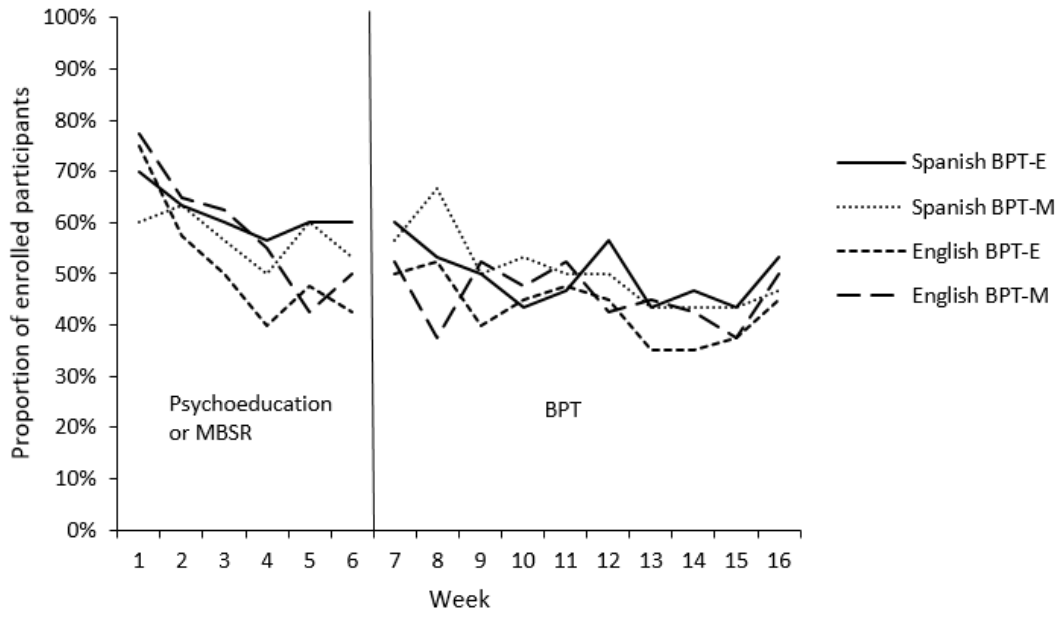 100%
90%
80%
70%
60%
50%
40%
30%
20%
10%
0%
Proportion of enrolled participants
Psychoeducation
or MBSR
BPT
1 2 3 4 5 6 7 8 9 10 11 12 13 14 15 16
Week
Spanish BPT-E
Spanish BPT-M
English BPT-E
English BPT-M